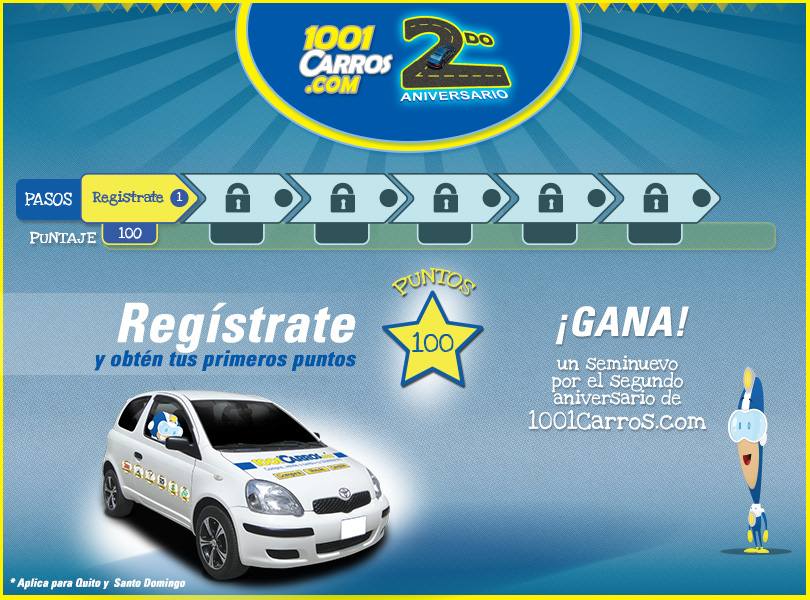 1001
CARROS
.COM
2DO
ANIVERSARIO
PASOS
Registrate 1
PUNTAJE
100
PUNTOS
100
Regístrate
y obtén tus primeros puntos
¡GANA!
un seminuevo
por el segundo
aniversario de
1001Carros.com
1001CARROS
* Aplica para Quito y Santo Domingo